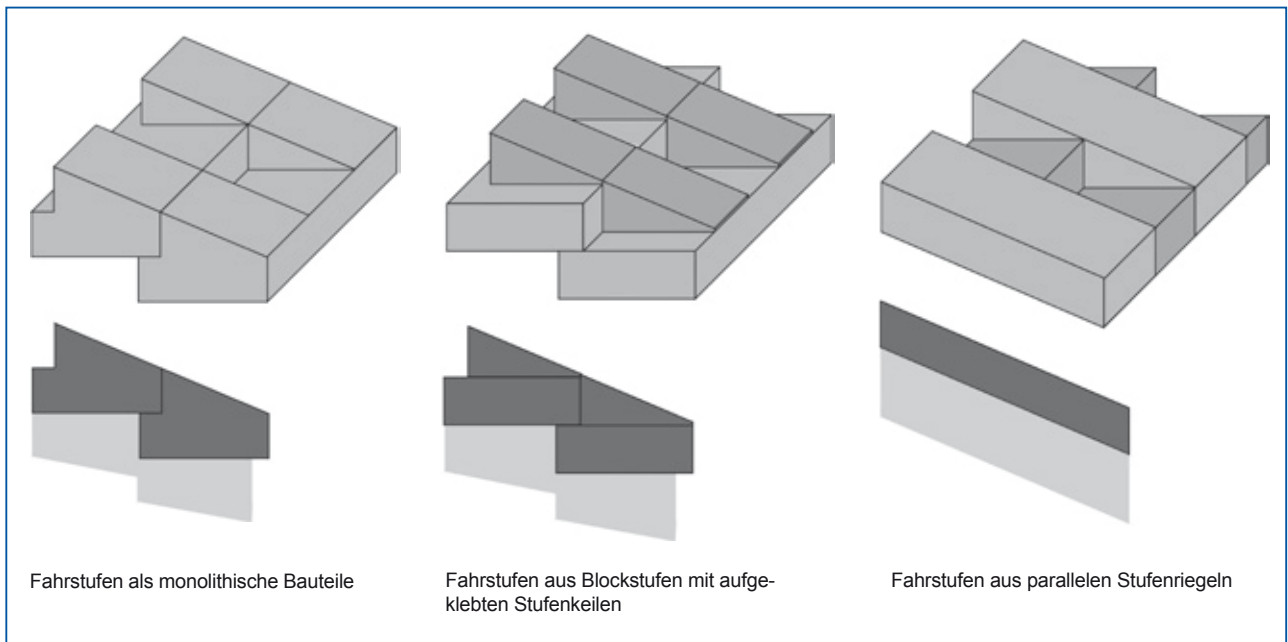 Fahrstufen als monolithische Bauteile
Fahrstufen aus Blockstufen mit aufge-
klebten Stufenkeilen
Fahrstufen aus parallelen Stufenriegeln